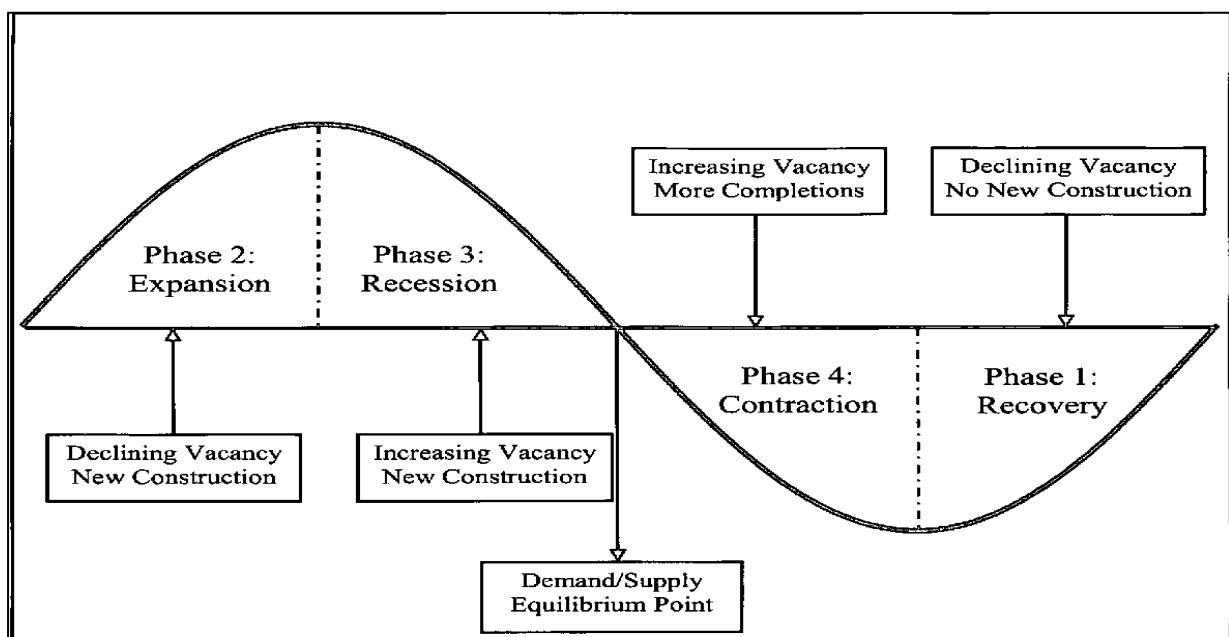 Increasing Vacancy
More Completions
Declining Vacancy
No New Construction
Phase 2:
Expansion
Phase 3:
Recession
Phase 4:
Contraction
Phase 1:
Recovery
Declining Vacancy
New Construction
Increasing Vacancy
New Construction
Demand/Supply
Equilibrium Point